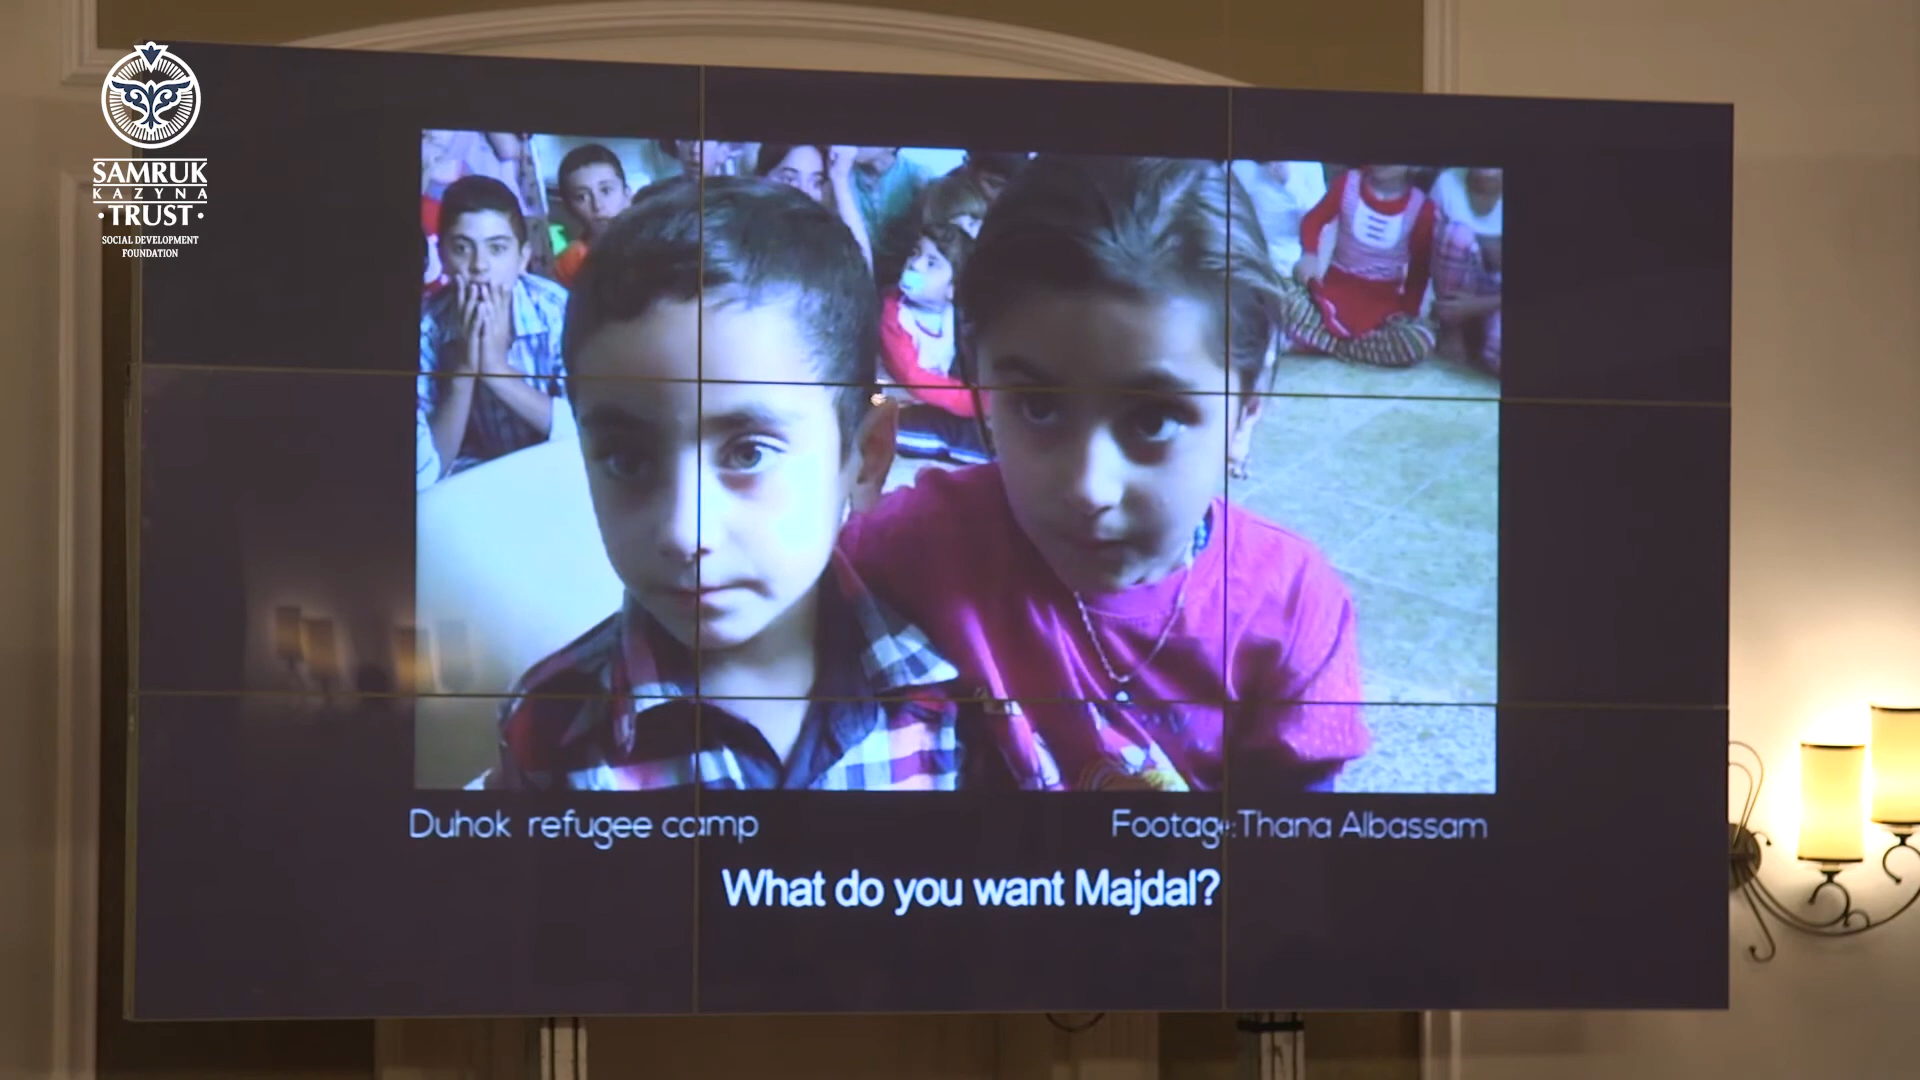 SAMRUK
KAZYNA
•TRUST•
SOCIAL DEVELOPMENT
FOUNDATION
Duhok refugee camp
Footage:Thana Albassam
What do you want Majdal?